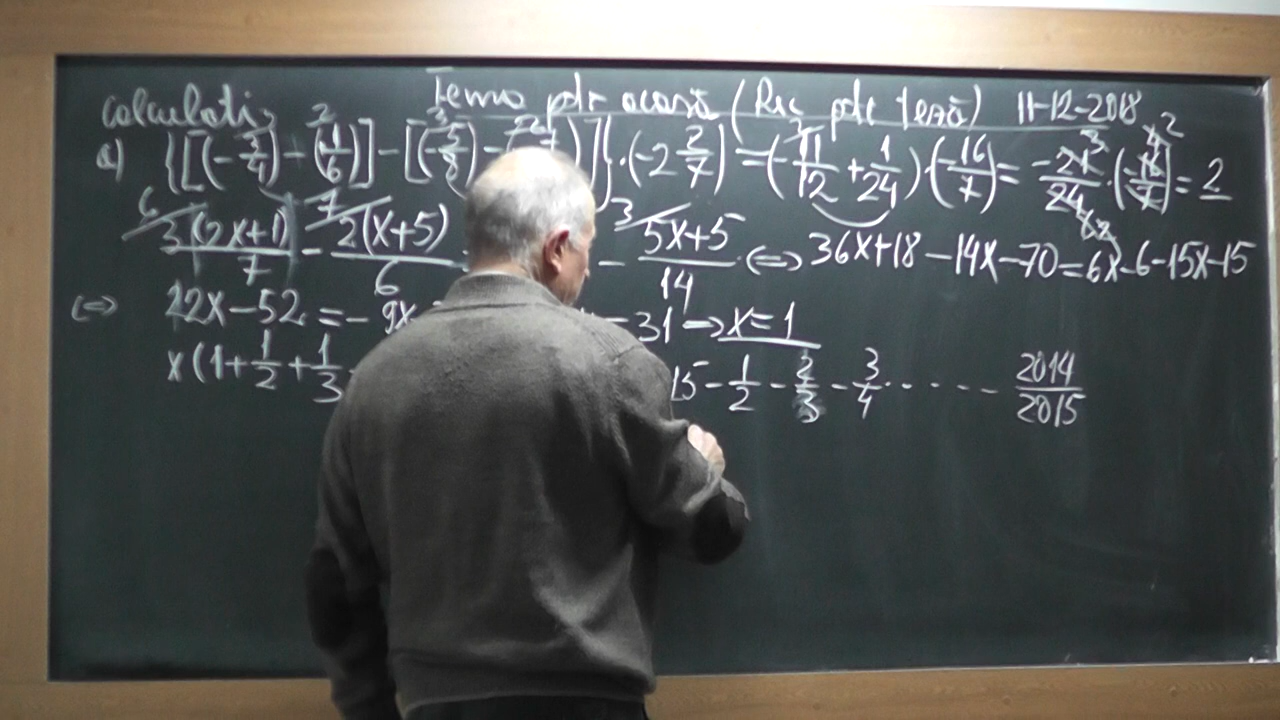 calculati, Tema ptr acasă (Rec ptr Teză) 11-12-2018
a) {[(-3/4) - (1/6)] - [(-5/8) - )]}·(-2 2/7) = (-11/12 + 1/24)·(-16/7) = -21/24·(-16/7) = 2
3(2x+1)/7 - 2(x+5)/6 - 5x+5/14 <=> 36x+18 -14x -70 = 6x-6-15x-15
<=> 22x-52 = - 9x = 31 → x=1
x(1+1/2+1/3 15 - 1/2 - 2/3 - 3/4 ······ 2014/2015